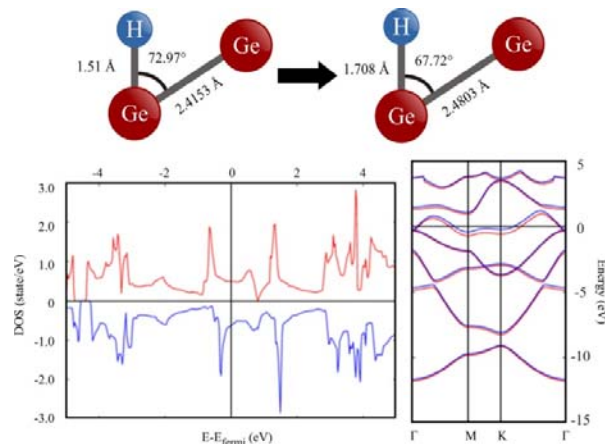 H
Ge
Ge
1.51 Å
72.97°
2.4153 Å
H
Ge
Ge
1.708 Å
67.72°
2.4803 Å
-4 -2 0 2 4
3.0
2.0
1.0
0
-1.0
-2.0
-3.0
DOS (state/eV)
E-E_fermi (eV)
5
0
-5
-10
-15
Energy (eV)
Γ M K Γ